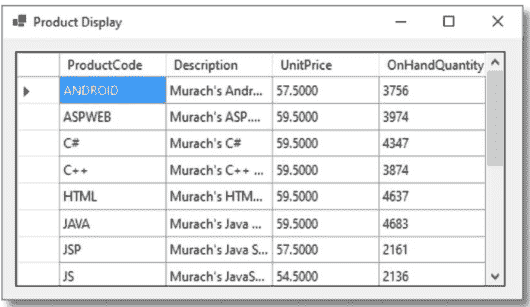 Product Display
ProductCode Description UnitPrice OnHandQuantity
ANDROID Murach's Andr... 57.5000 3756
ASPWEB Murach's ASP.... 59.5000 3974
C# Murach's C# 59.5000 4347
C++ Murach's C++ ... 59.5000 3874
HTML Murach's HTM... 59.5000 4637
JAVA Murach's Java ... 59.5000 4683
JSP Murach's Java S... 57.5000 2161
JS Murach's JavaS... 54.5000 2136